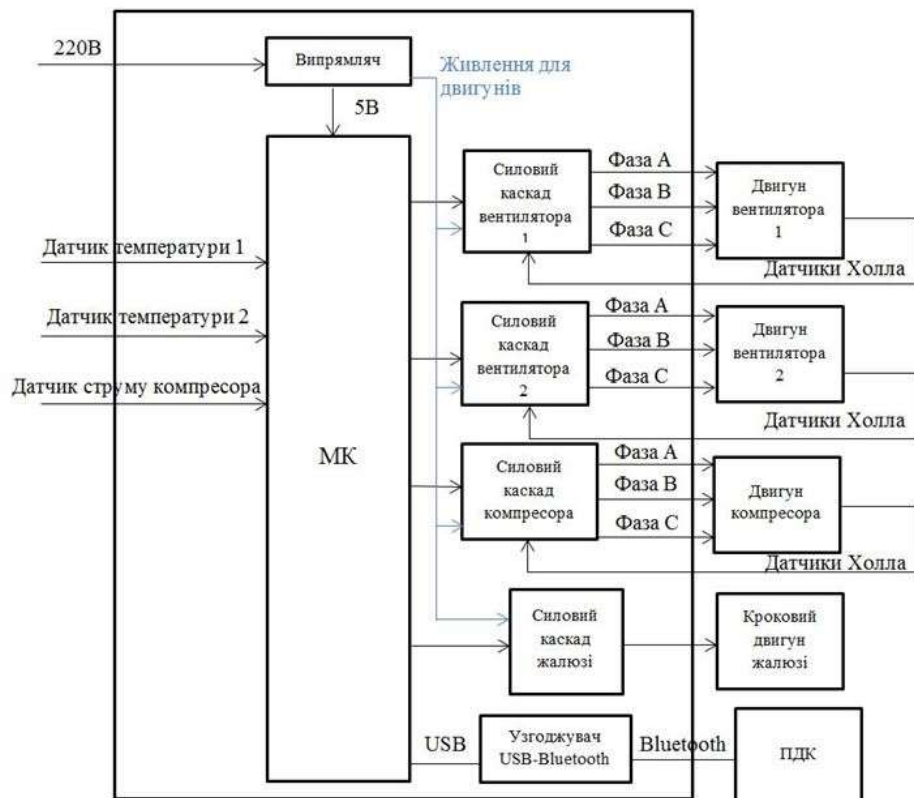 220В
Випрямляч
Живлення для
двигунів
5В
Силовий
каскад
вентилятора
1
Фаза А
Фаза В
Фаза С
Двигун
вентилятора
1
Датчики Холла
Датчик температури 1
Датчик температури 2
Датчик струму компресора
МК
Силовий
каскад
вентилятора
2
Фаза А
Фаза В
Фаза С
Двигун
вентилятора
2
Датчики Холла
Силовий
каскад
компресора
Фаза А
Фаза В
Фаза С
Двигун
компресора
Датчики Холла
Силовий
каскад
жалюзі
Кроковий
двигун
жалюзі
USB
Узгоджувач
USB-Bluetooth
Bluetooth
ПДК